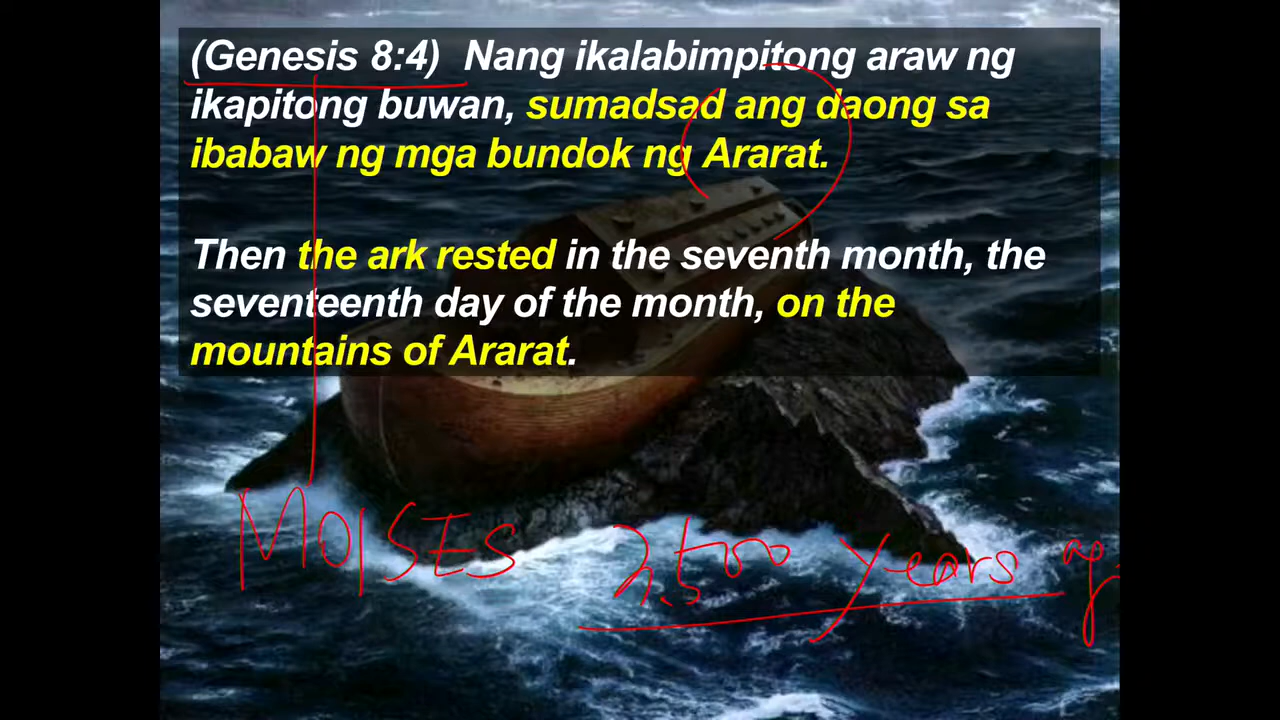 (Genesis 8:4) Nang ikalabimpitong araw ng
ikapitong buwan, sumadsad ang daong sa
ibabaw ng mga bundok ng Ararat.
Then the ark rested in the seventh month, the
seventeenth day of the month, on the
mountains of Ararat.
MOISES 3,500 years ago